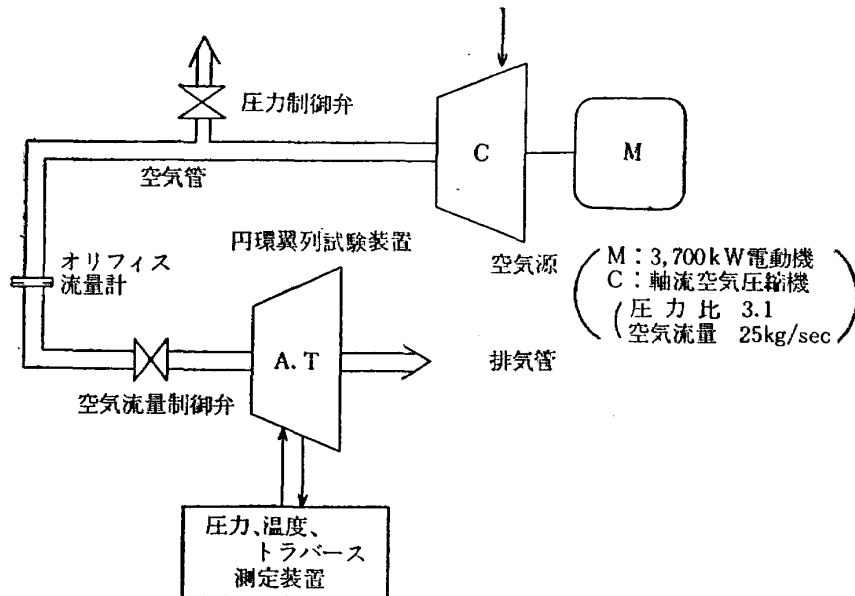 圧力制御弁
C
M
空気管
円環翼列試験装置
空気源
M:3,700kW電動機
C:軸流空気圧縮機
圧力比 3.1
空気流量 25kg/sec
オリフィス
流量計
A.T
排気管
空気流量制御弁
圧力、温度、
トラバース
測定装置